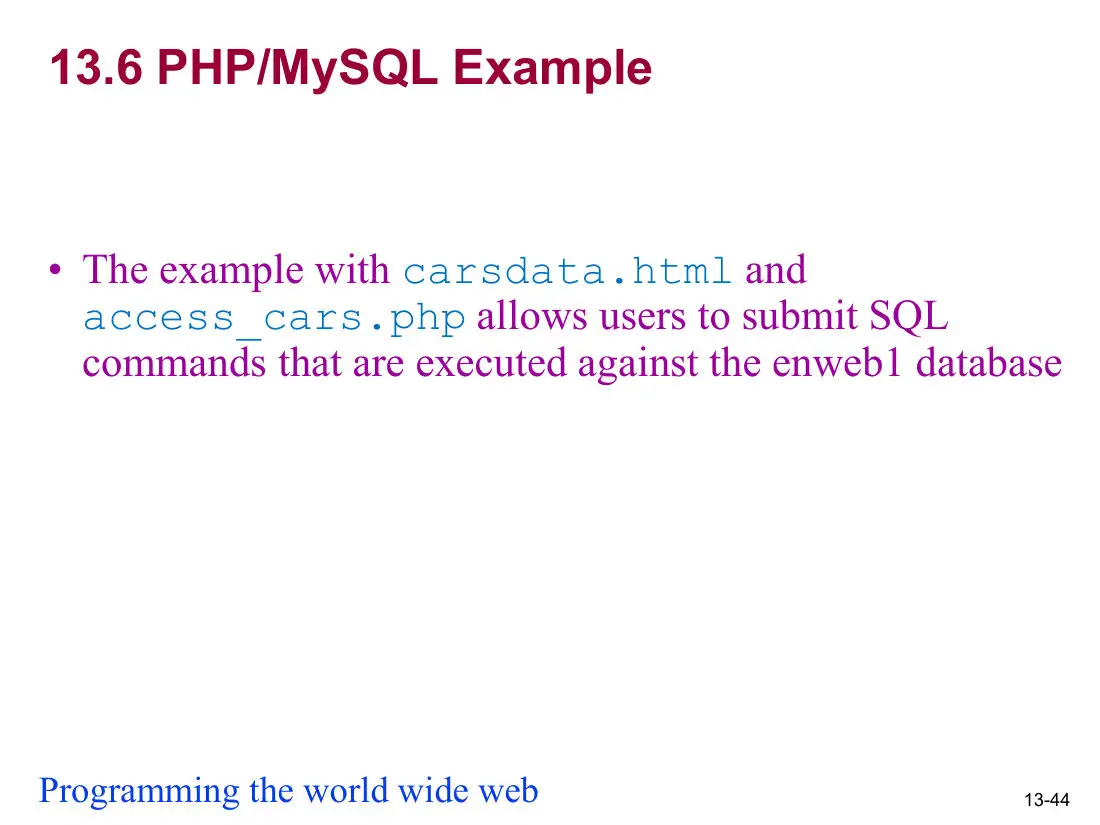 13.6 PHP/MySQL Example
• The example with carsdata.html and
access_cars.php allows users to submit SQL
commands that are executed against the enweb1 database
Programming the world wide web
13-44